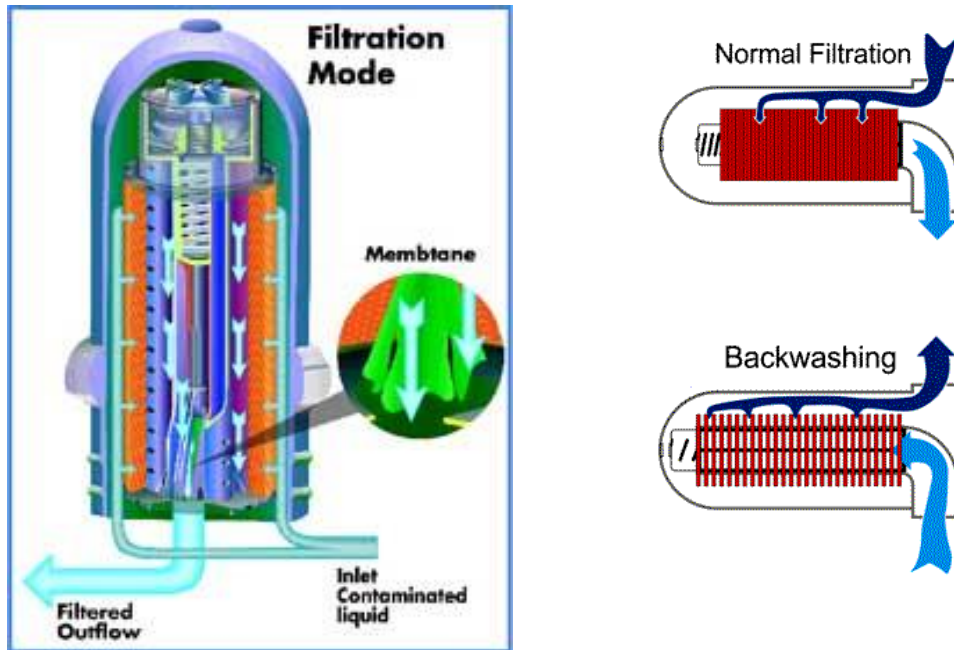 Filtration
Mode
Membtane
Inlet
Contaminated
liquid
Filtered
Outflow
Normal Filtration
Backwashing